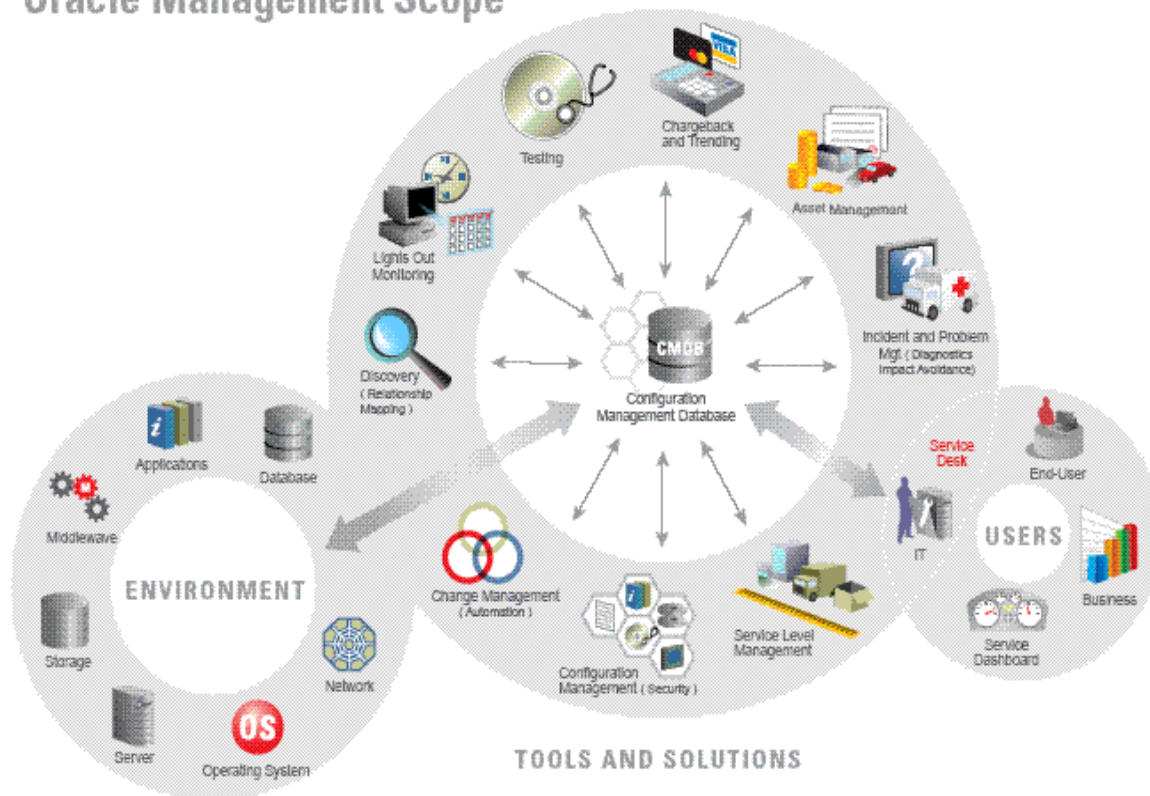 Oracle Management Scope
VISA
Chargeback
and Trending
Testing
Asset Management
Lights Out
Monitoring
?
Incident and Problem
Mgt ( Diagnostics
Impact Avoidance)
CMDB
Configuration
Management Database
Discovery
( Relationship
Mapping )
i
Applications
Database
Service
Desk
End-User
M
Middlewave
IT
USERS
ENVIRONMENT
Change Management
( Automation )
i
Business
Service Level
Management
Service
Dashboard
Storage
Network
Configuration
Management ( Security )
OS
Server
Operating System
TOOLS AND SOLUTIONS